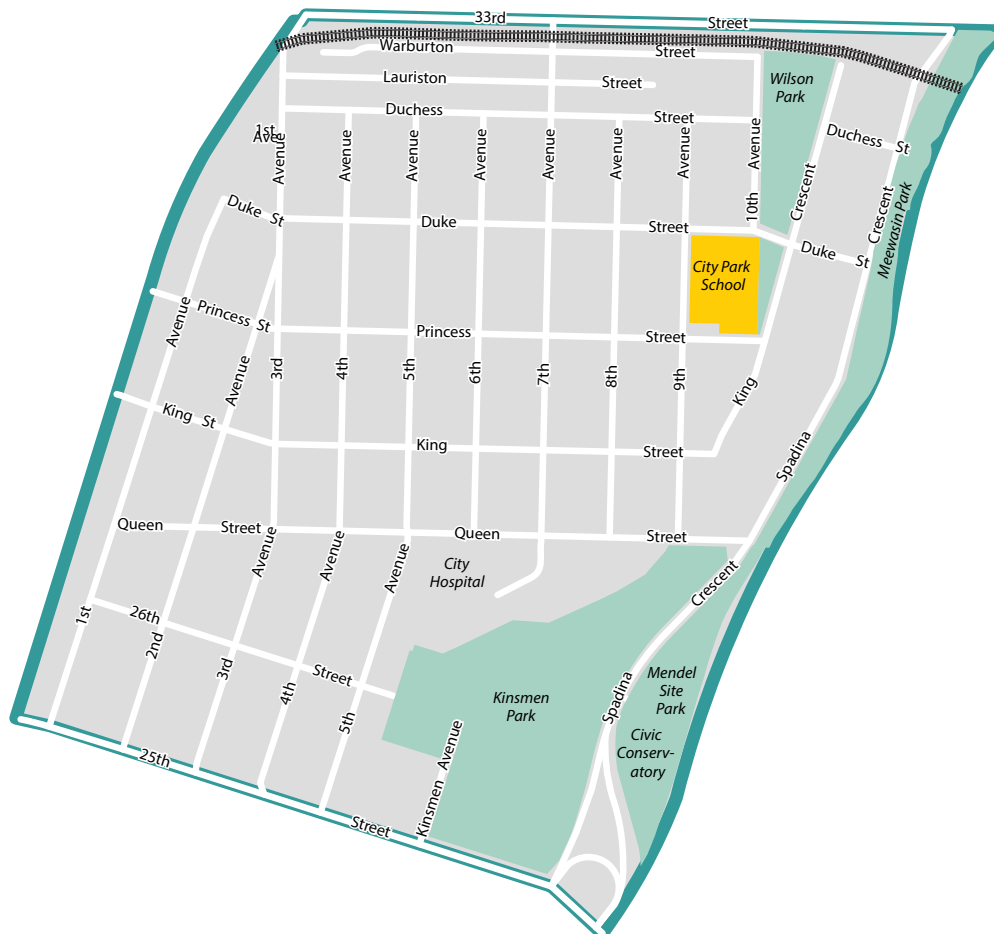 33rd Street
Warburton Street
Lauriston Street
Duchess Street
Wilson
Park
Duchess St
1st
Ave
Avenue
Avenue
Avenue
Avenue
Avenue
Avenue
Avenue
Avenue
10th
Crescent
Crescent
Meewasin Park
Duke St
Duke Street
Duke St
City Park
School
Avenue
Princess St
Princess Street
Avenue
3rd
4th
5th
6th
7th
8th
9th
King
King St
King Street
Spadina
Queen Street Queen Street
Avenue
Avenue
Avenue
City
Hospital
Crescent
1st
26th Street
2nd
3rd
4th
5th
Spadina
Mendel
Site
Park
Kinsmen
Park
Civic
Conserv-
atory
Kinsmen Avenue
25th Street